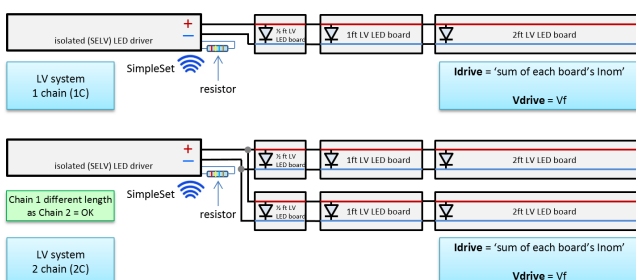 +
isolated (SELV) LED driver
–
½ ft LV
LED board
1ft LV LED board
2ft LV LED board
SimpleSet
resistor
LV system
1 chain (1C)
Idrive = 'sum of each board's Inom'
Vdrive = Vf
+
isolated (SELV) LED driver
–
½ ft LV
LED board
1ft LV LED board
2ft LV LED board
SimpleSet
resistor
Chain 1 different length
as Chain 2 = OK
½ ft LV
LED board
1ft LV LED board
2ft LV LED board
LV system
2 chain (2C)
Idrive = 'sum of each board's Inom'
Vdrive = Vf